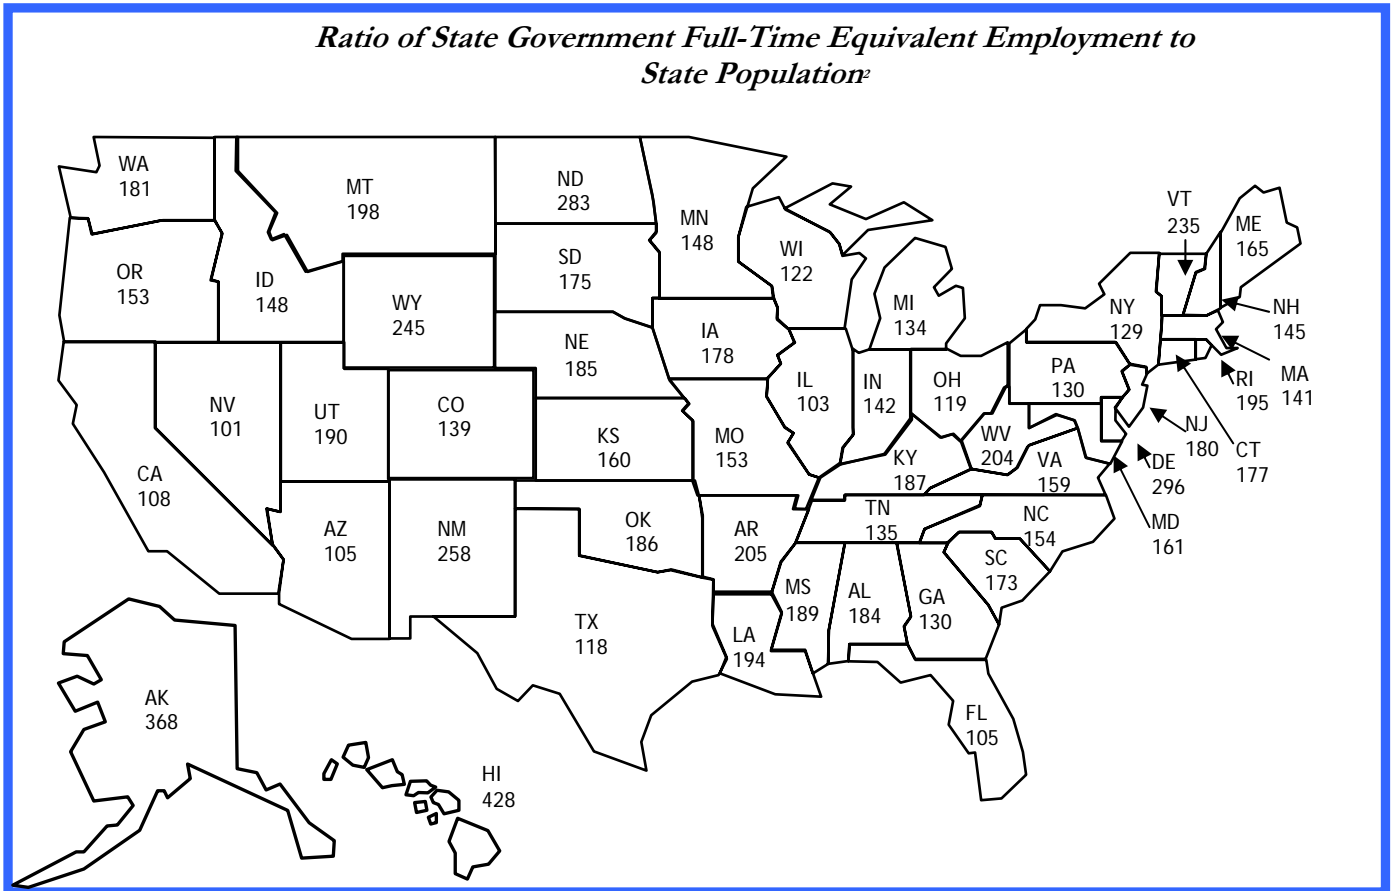 Ratio of State Government Full-Time Equivalent Employment to
State Population²
WA
181
MT
198
ND
283
MN
148
VT
235
ME
165
OR
153
ID
148
WY
245
SD
175
WI
122
MI
134
NY
129
NH
145
NE
185
IA
178
PA
130
MA
141
RI
195
NV
101
UT
190
CO
139
IL
103
IN
142
OH
119
NJ
180
CT
177
CA
108
KS
160
MO
153
WV
204
KY
187
VA
159
DE
296
MD
161
AZ
105
NM
258
OK
186
AR
205
TN
135
NC
154
SC
173
MS
189
AL
184
GA
130
TX
118
LA
194
AK
368
FL
105
HI
428